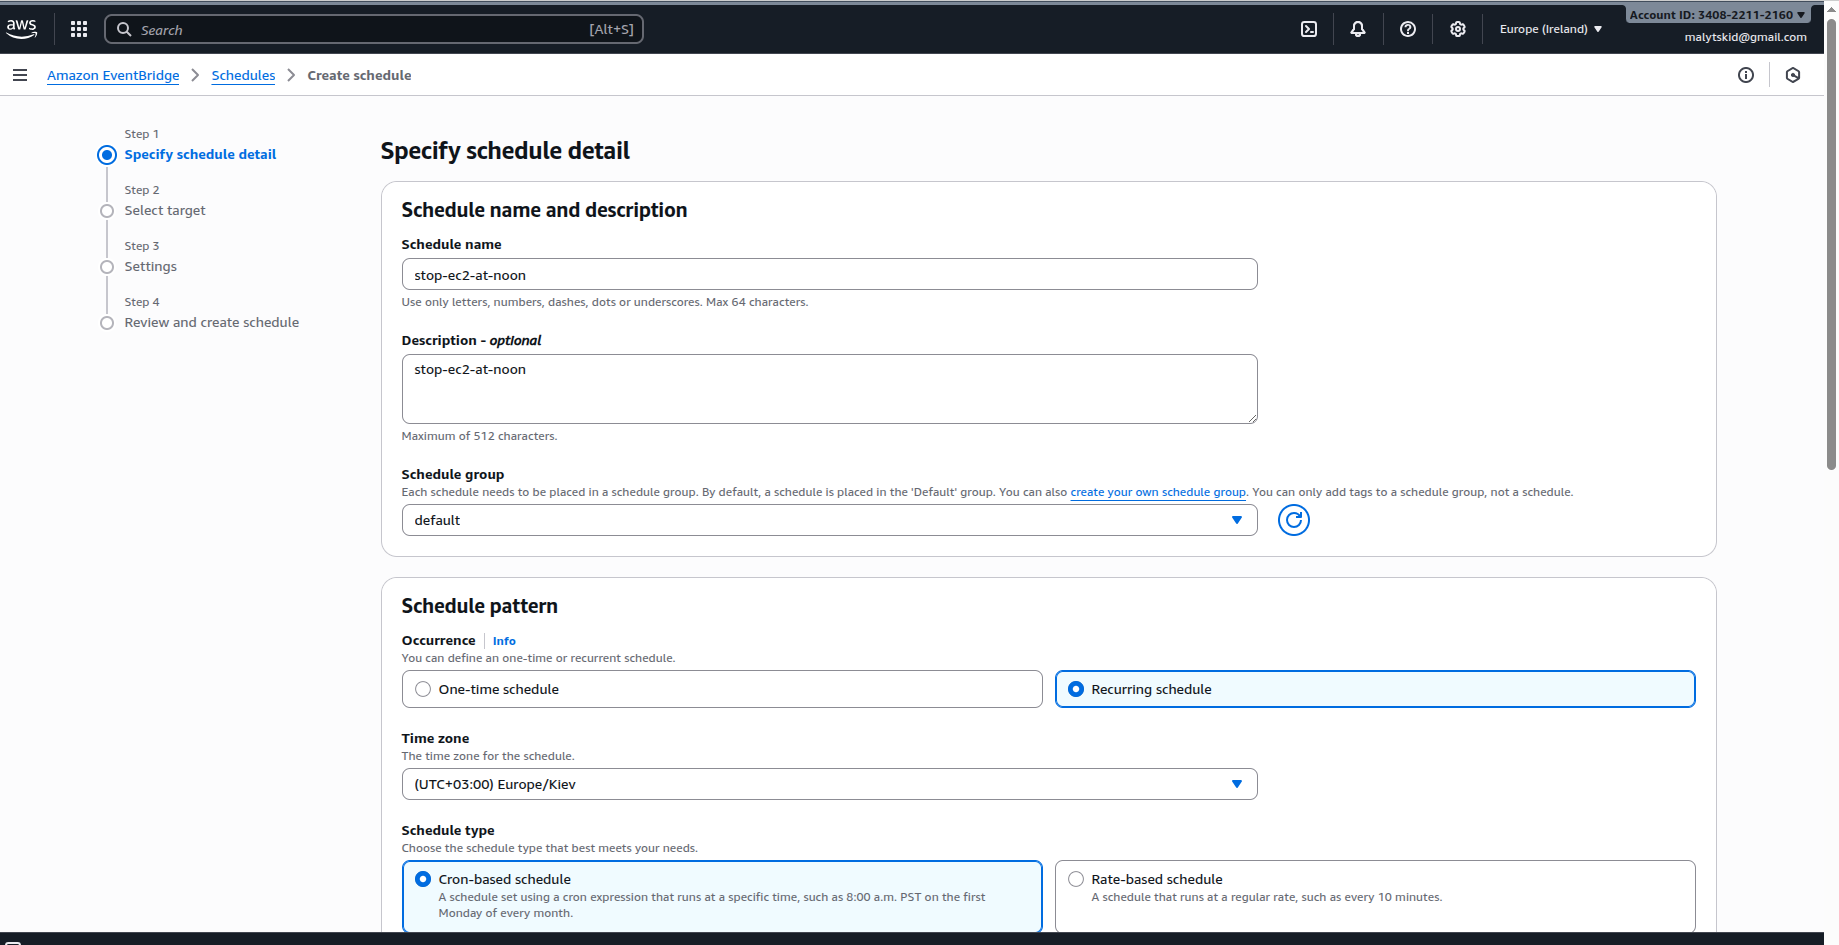 aws
Search
[Alt+S]
Europe (Ireland)
Account ID: 3408-2211-2160
malytskid@gmail.com
Amazon EventBridge
Schedules
Create schedule
Step 1
Specify schedule detail
Step 2
Select target
Step 3
Settings
Step 4
Review and create schedule
Specify schedule detail
Schedule name and description
Schedule name
stop-ec2-at-noon
Use only letters, numbers, dashes, dots or underscores. Max 64 characters.
Description - optional
stop-ec2-at-noon
Maximum of 512 characters.
Schedule group
Each schedule needs to be placed in a schedule group. By default, a schedule is placed in the 'Default' group. You can also create your own schedule group. You can only add tags to a schedule group, not a schedule.
default
Schedule pattern
Occurrence
Info
You can define an one-time or recurrent schedule.
One-time schedule
Recurring schedule
Time zone
The time zone for the schedule.
(UTC+03:00) Europe/Kiev
Schedule type
Choose the schedule type that best meets your needs.
Cron-based schedule
A schedule set using a cron expression that runs at a specific time, such as 8:00 a.m. PST on the first
Monday of every month.
Rate-based schedule
A schedule that runs at a regular rate, such as every 10 minutes.